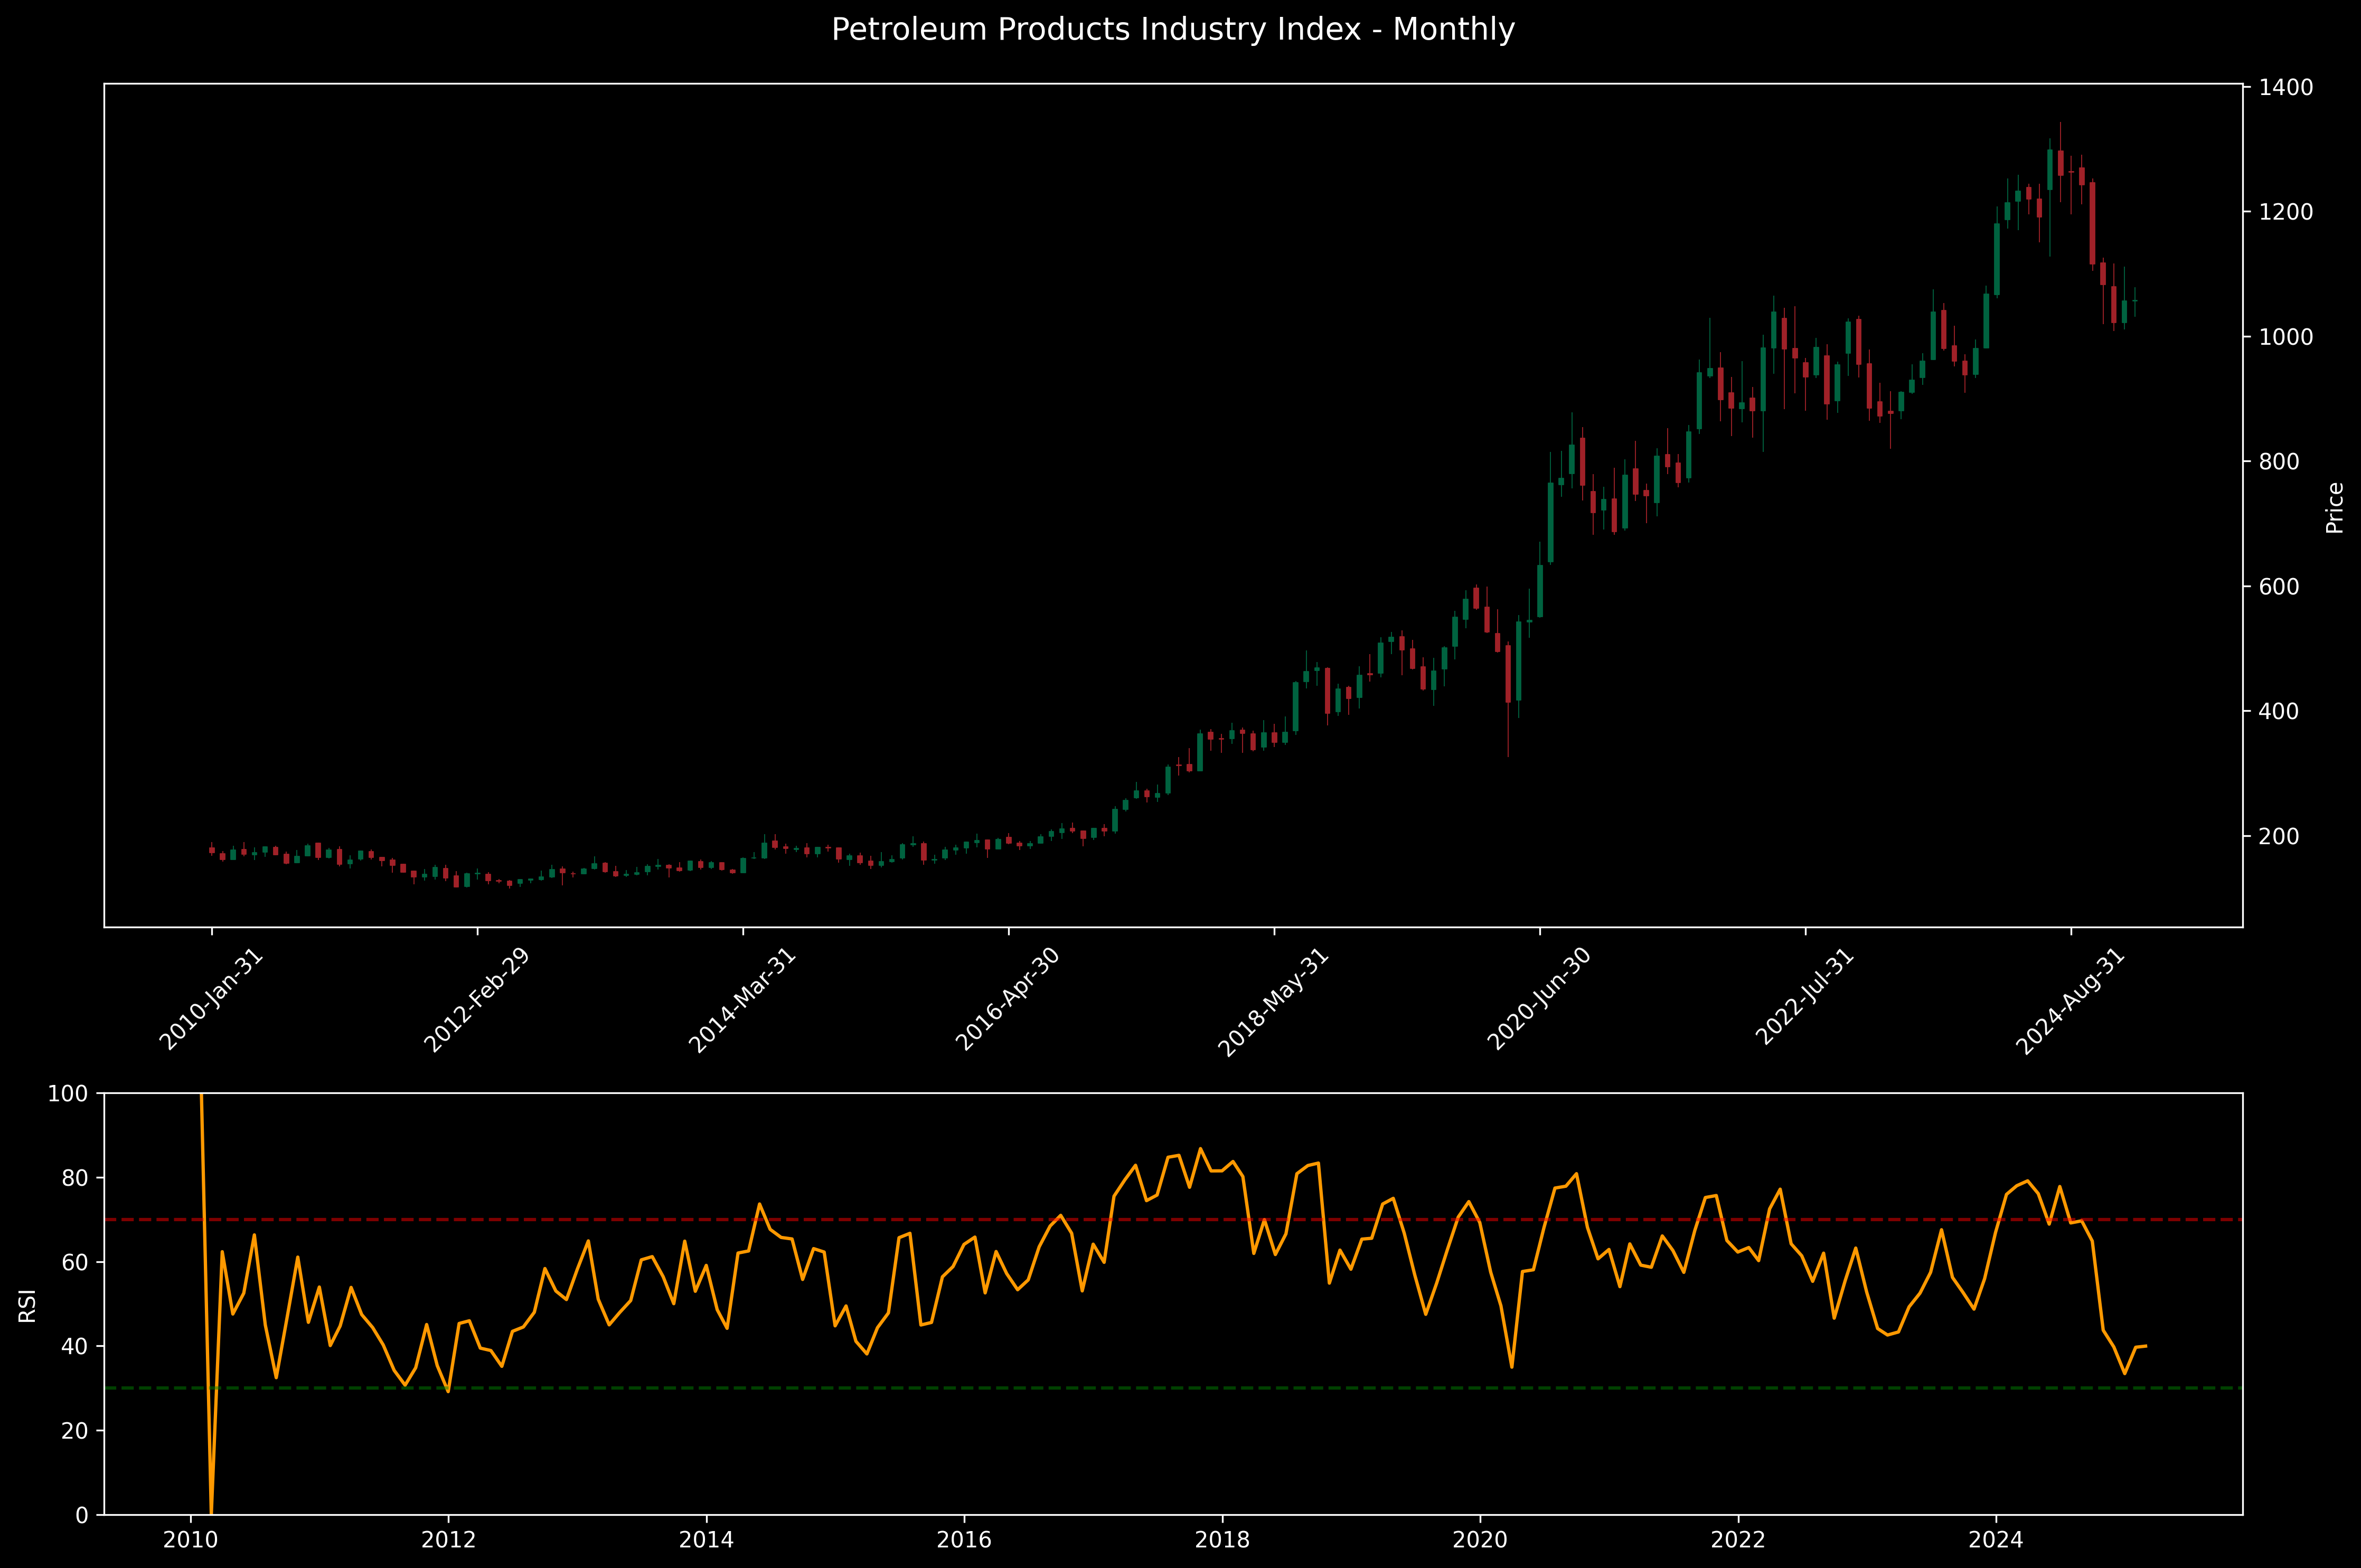 Petroleum Products Industry Index - Monthly
1400
1200
1000
800
600
400
200
Price
2010-Jan-31
2012-Feb-29
2014-Mar-31
2016-Apr-30
2018-May-31
2020-Jun-30
2022-Jul-31
2024-Aug-31
100
80
60
40
20
0
RSI
2010
2012
2014
2016
2018
2020
2022
2024